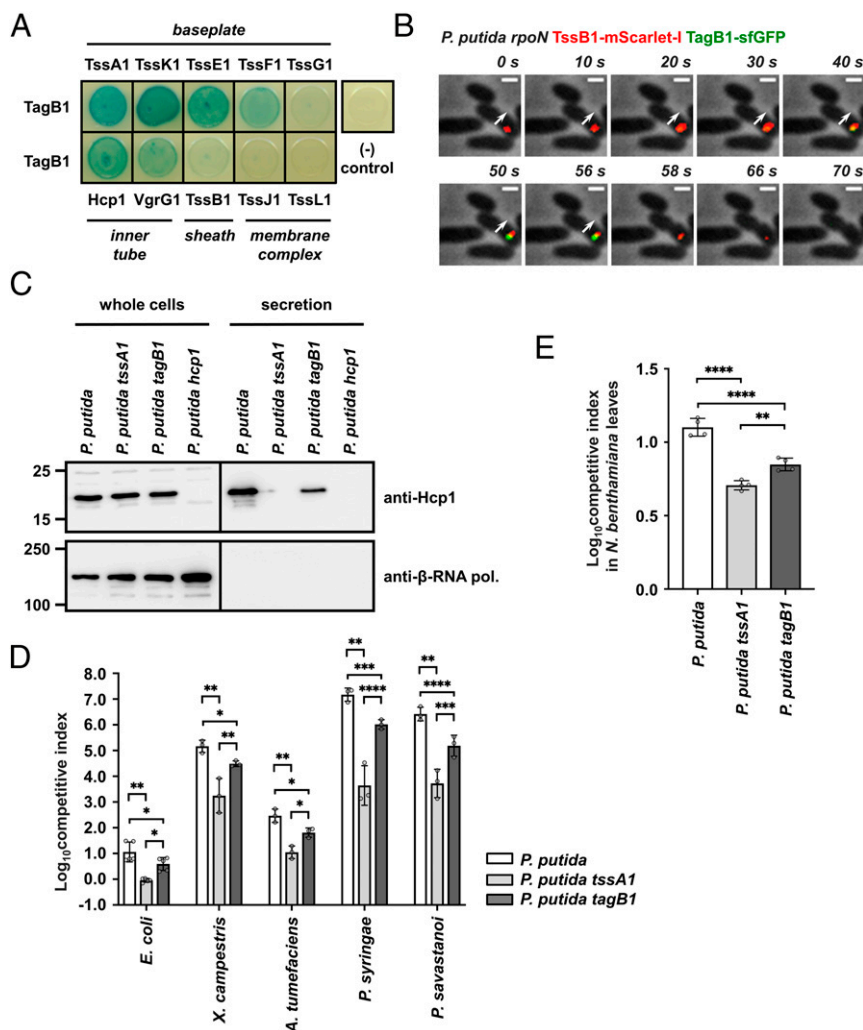 A
baseplate
TssA1 TssK1 TssE1 TssF1 TssG1
TagB1
TagB1
(-)
control
Hcp1 VgrG1 TssB1 TssJ1 TssL1
inner
tube
sheath
membrane
complex
B
P. putida rpoN TssB1-mScarlet-I TagB1-sfGFP
0 s 10 s 20 s 30 s 40 s
50 s 56 s 58 s 66 s 70 s
C
whole cells secretion
P. putida
P. putida tssA1
P. putida tagB1
P. putida hcp1
P. putida
P. putida tssA1
P. putida tagB1
P. putida hcp1
25
15
anti-Hcp1
250
100
anti-β-RNA pol.
D
Log10competitive index
8.0
7.0
6.0
5.0
4.0
3.0
2.0
1.0
0.0
-1.0
** * *
** * **
** * *
** *** ****
** **** ***
E. coli
X. campestris
A. tumefaciens
P. syringae
P. savastanoi
P. putida
P. putida tssA1
P. putida tagB1
E
Log10competitive index
in N. benthamiana leaves
1.5
1.0
0.5
0.0
****
****
**
P. putida
P. putida tssA1
P. putida tagB1